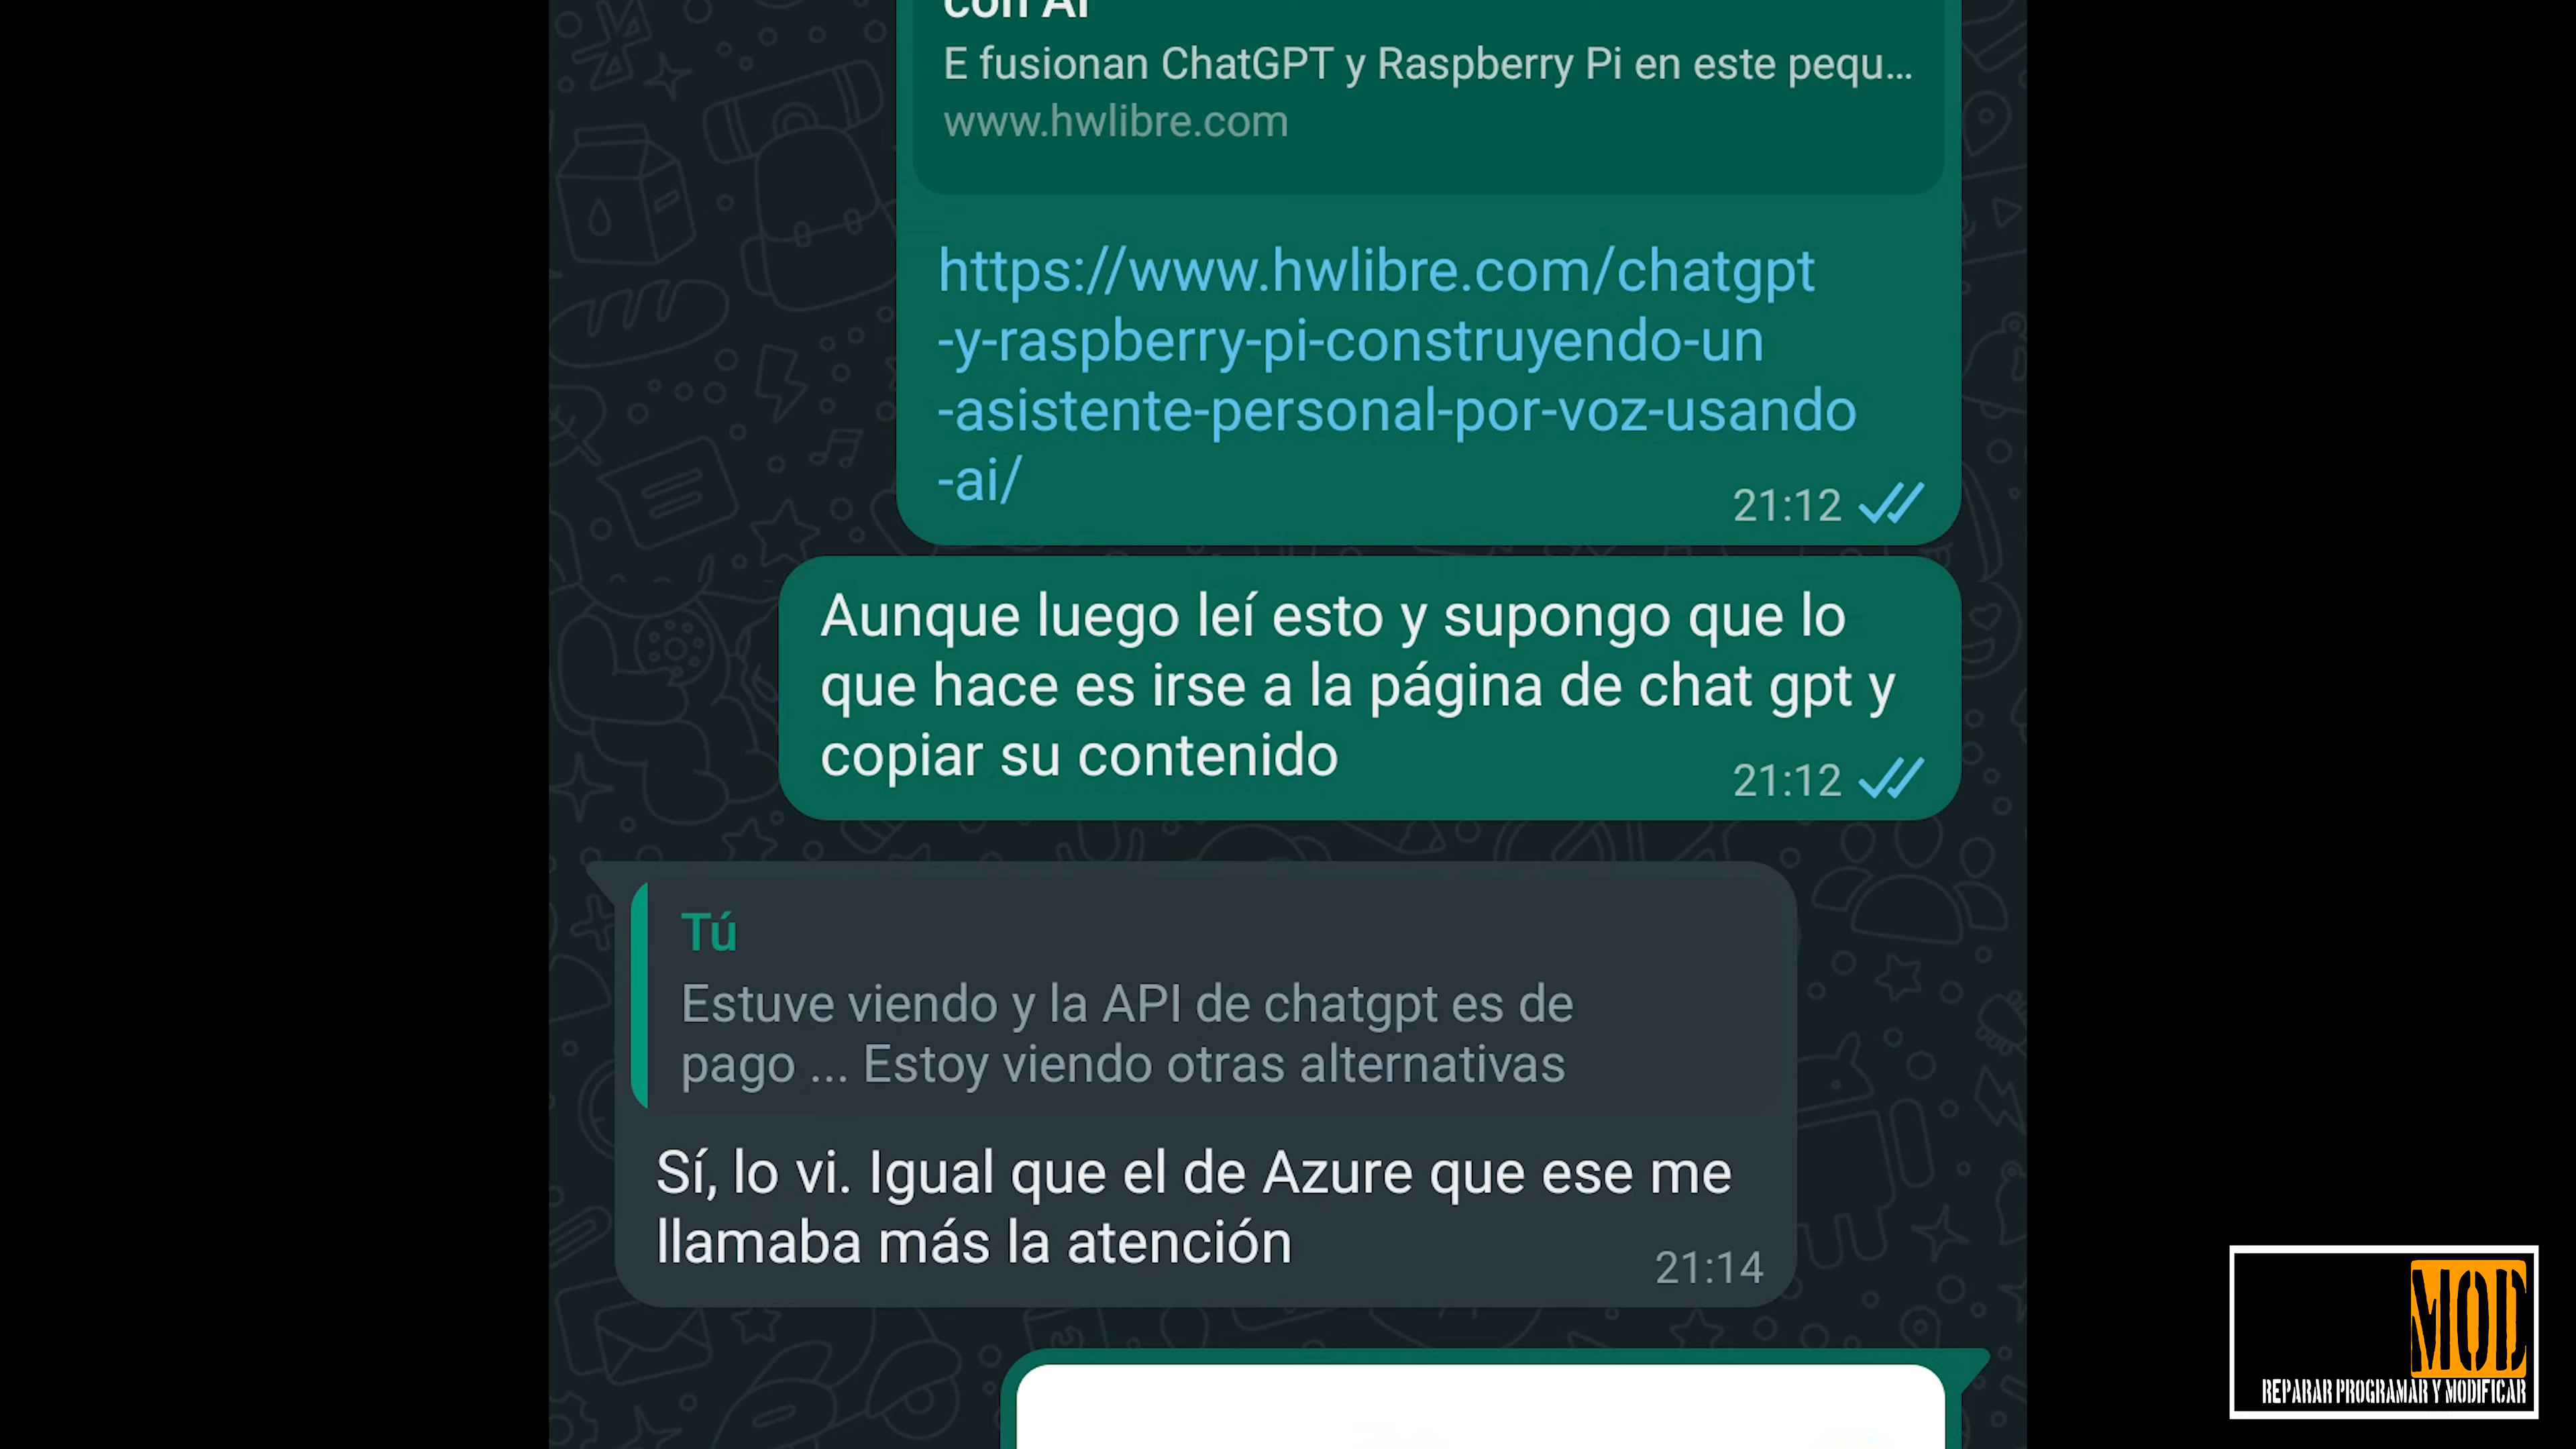 con AI
E fusionan ChatGPT y Raspberry Pi en este pequ...
www.hwlibre.com
https://www.hwlibre.com/chatgpt
-y-raspberry-pi-construyendo-un
-asistente-personal-por-voz-usando
-ai/
21:12
Aunque luego leí esto y supongo que lo
que hace es irse a la página de chat gpt y
copiar su contenido
21:12
Tú
Estuve viendo y la API de chatgpt es de
pago ... Estoy viendo otras alternativas
Sí, lo vi. Igual que el de Azure que ese me
llamaba más la atención
21:14
MOD
REPARAR PROGRAMAR Y MODIFICAR